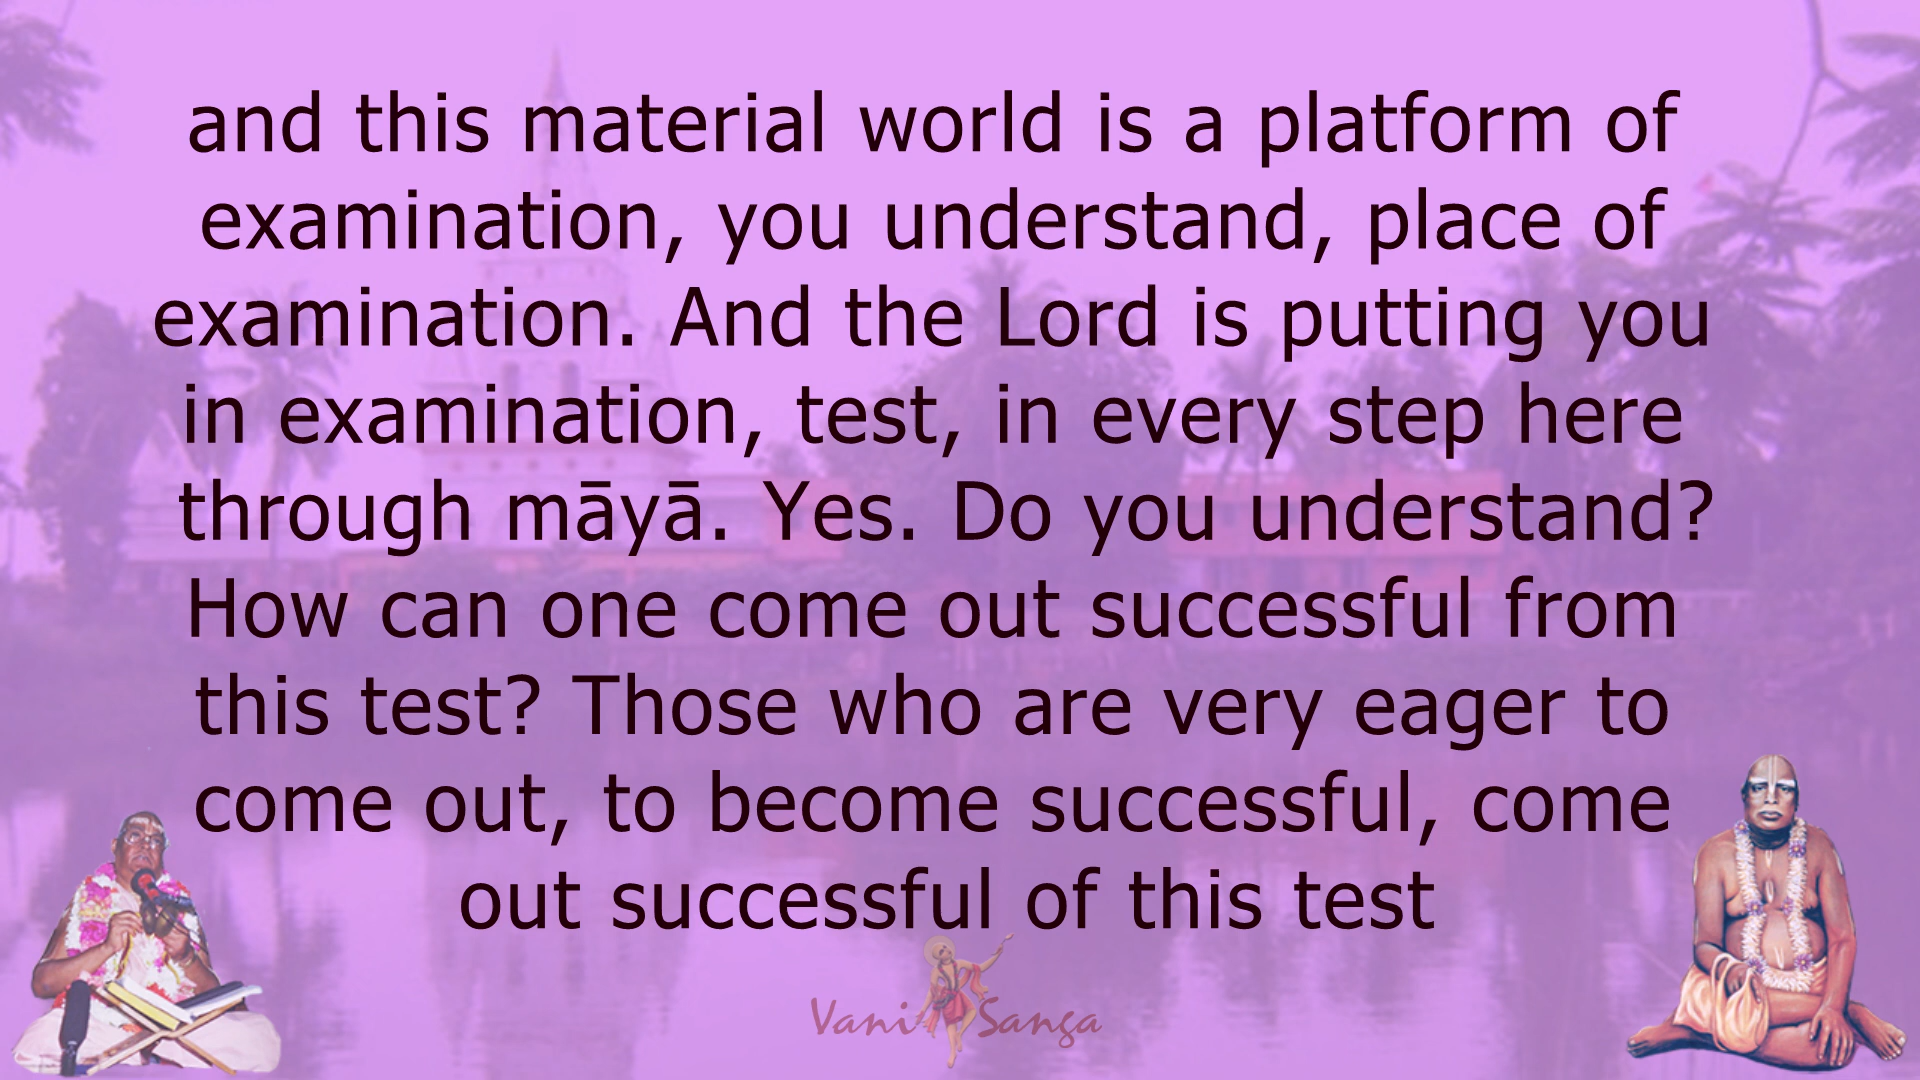 and this material world is a platform of
examination, you understand, place of
examination. And the Lord is putting you
in examination, test, in every step here
through māyā. Yes. Do you understand?
How can one come out successful from
this test? Those who are very eager to
come out, to become successful, come
out successful of this test
Vani Sanga